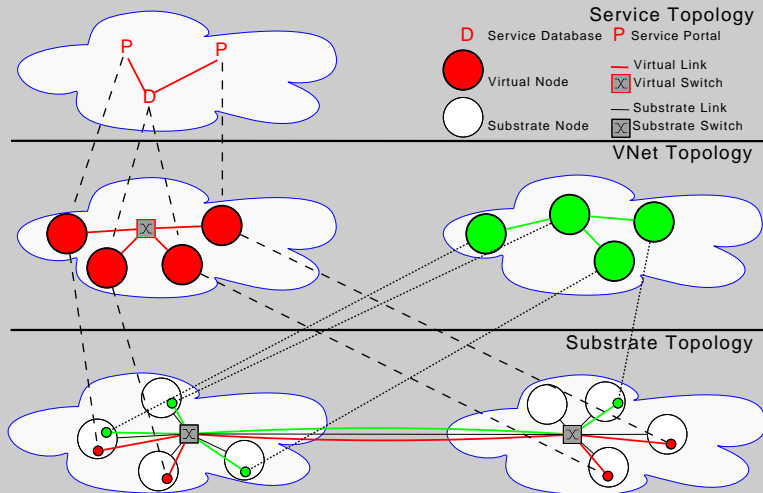 Service Topology
D Service Database P Service Portal
P P
Virtual Link
Virtual Node Virtual Switch
D
Substrate Link
Substrate Node Substrate Switch
VNet Topology
Substrate Topology